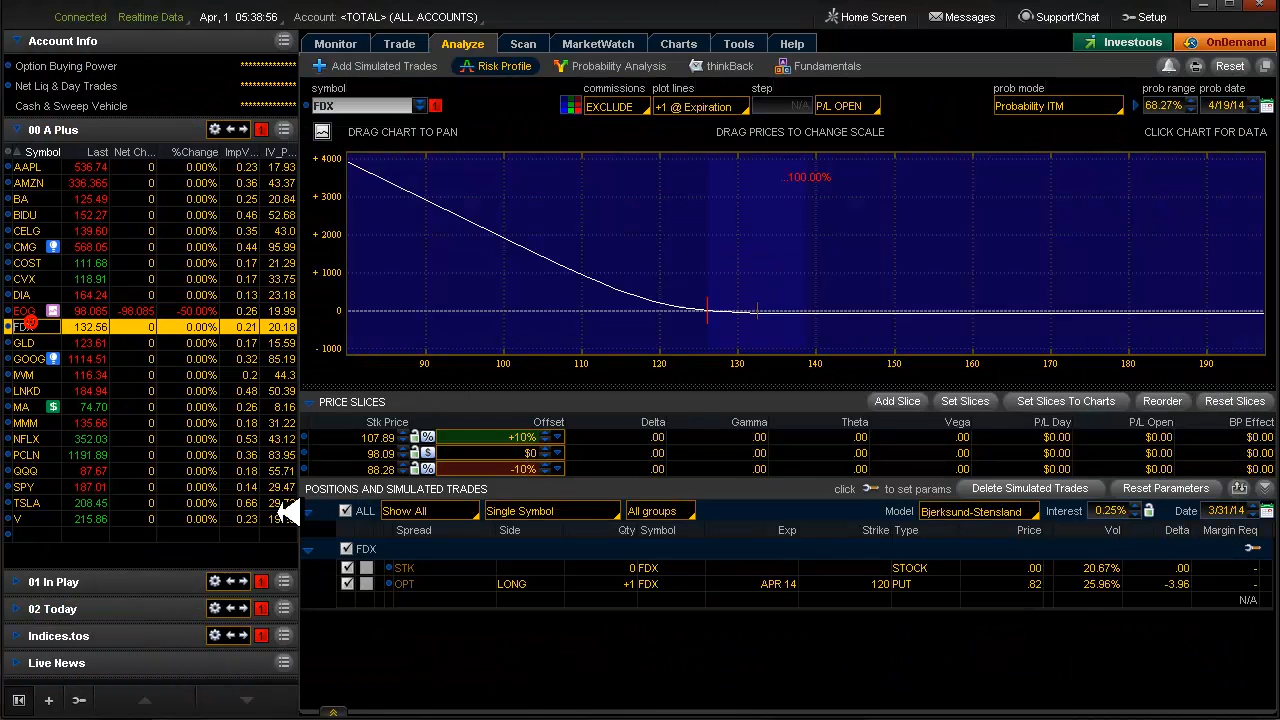 Connected Realtime Data Apr, 1 05:38:56 Account: <TOTAL> (ALL ACCOUNTS) Home Screen Messages Support/Chat Setup
Account Info
Option Buying Power **************
Net Liq & Day Trades **************
Cash & Sweep Vehicle **************
00 A Plus 1
Symbol Last Net Ch... %Change ImpV... IV_P...
AAPL 536.74 0 0.00% 0.23 17.93
AMZN 336.365 0 0.00% 0.36 43.37
BA 125.49 0 0.00% 0.25 20.84
BIDU 152.27 0 0.00% 0.46 52.68
CELG 139.60 0 0.00% 0.35 43.0
CMG 568.05 0 0.00% 0.44 95.99
COST 111.68 0 0.00% 0.17 21.29
CVX 118.91 0 0.00% 0.17 33.75
DIA 164.24 0 0.00% 0.13 23.18
EOG 98.085 -98.085 -50.00% 0.26 19.99
FDX 132.56 0 0.00% 0.21 20.18
GLD 123.61 0 0.00% 0.17 15.59
GOOG 1114.51 0 0.00% 0.32 85.19
IWM 116.34 0 0.00% 0.2 44.3
LNKD 184.94 0 0.00% 0.48 50.39
MA $ 74.70 0 0.00% 0.26 8.16
MMM 135.66 0 0.00% 0.18 31.22
NFLX 352.03 0 0.00% 0.53 43.12
PCLN 1191.89 0 0.00% 0.36 83.95
QQQ 87.67 0 0.00% 0.18 55.71
SPY 187.01 0 0.00% 0.14 29.47
TSLA 208.45 0 0.00% 0.66
V 215.86 0 0.00% 0.23
01 In Play 1
02 Today 1
Indices.tos 1
Live News
Monitor Trade Analyze Scan MarketWatch Charts Tools Help Investools OnDemand
Add Simulated Trades Risk Profile Probability Analysis thinkBack Fundamentals Reset
symbol commissions plot lines step prob mode prob range prob date
FDX 1 EXCLUDE +1 @ Expiration N/A P/L OPEN Probability ITM 68.27% 4/19/14
DRAG CHART TO PAN DRAG PRICES TO CHANGE SCALE CLICK CHART FOR DATA
+ 4000
...100.00%
+ 3000
+ 2000
+ 1000
0
- 1000
90 100 110 120 130 140 150 160 170 180 190
PRICE SLICES Add Slice Set Slices Set Slices To Charts Reorder Reset Slices
Stk Price Offset Delta Gamma Theta Vega P/L Day P/L Open BP Effect
107.89 % +10% .00 .00 .00 .00 $0.00 $0.00 $0.00
98.09 $ $0 .00 .00 .00 .00 $0.00 $0.00 $0.00
88.28 % -10% .00 .00 .00 .00 $0.00 $0.00 $0.00
POSITIONS AND SIMULATED TRADES click to set params Delete Simulated Trades Reset Parameters
ALL Show All Single Symbol All groups Model Bjerksund-Stensland Interest 0.25% Date 3/31/14
Spread Side Qty Symbol Exp Strike Type Price Vol Delta Margin Req
FDX
STK 0 FDX STOCK .00 20.67% .00 -
OPT LONG +1 FDX APR 14 120 PUT .82 25.96% -3.96 -
N/A